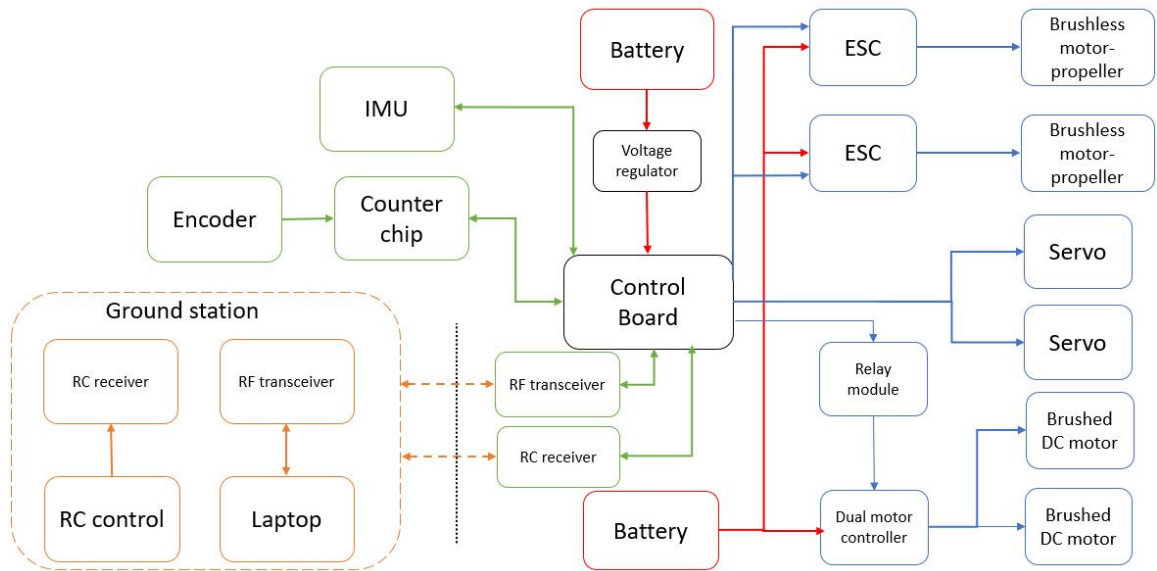 Battery
ESC
Brushless
motor-
propeller
IMU
Voltage
regulator
ESC
Brushless
motor-
propeller
Encoder
Counter
chip
Control
Board
Servo
Servo
Ground station
RC receiver
RF transceiver
RF transceiver
Relay
module
RC receiver
Brushed
DC motor
RC control
Laptop
Battery
Dual motor
controller
Brushed
DC motor